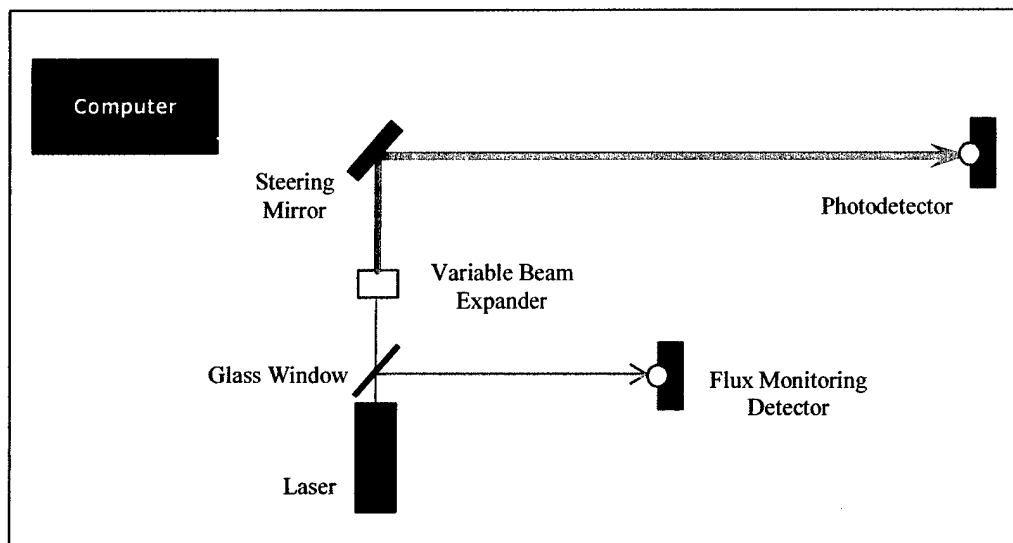 Computer
Steering
Mirror
Photodetector
Variable Beam
Expander
Glass Window
Flux Monitoring
Detector
Laser